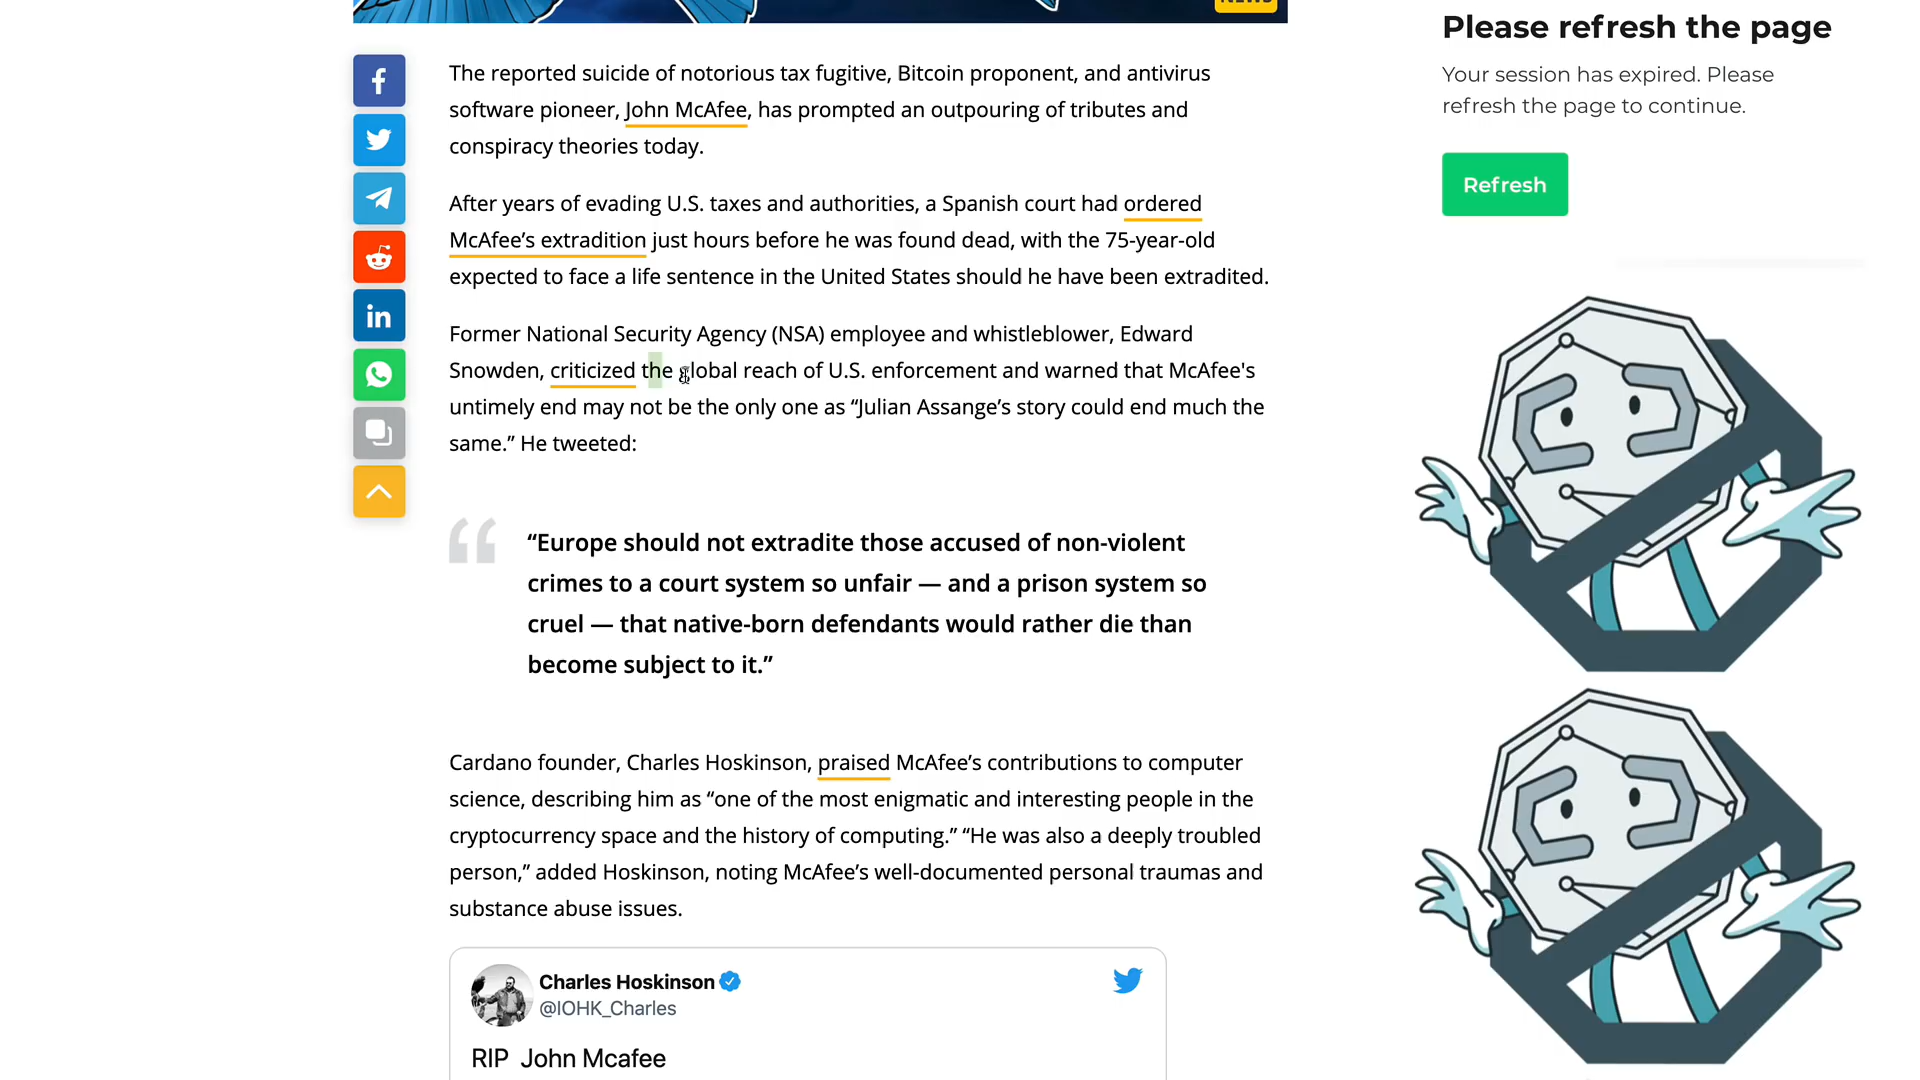 The reported suicide of notorious tax fugitive, Bitcoin proponent, and antivirus
software pioneer, John McAfee, has prompted an outpouring of tributes and
conspiracy theories today.
After years of evading U.S. taxes and authorities, a Spanish court had ordered
McAfee’s extradition just hours before he was found dead, with the 75-year-old
expected to face a life sentence in the United States should he have been extradited.
Former National Security Agency (NSA) employee and whistleblower, Edward
Snowden, criticized the global reach of U.S. enforcement and warned that McAfee's
untimely end may not be the only one as “Julian Assange’s story could end much the
same.” He tweeted:
“Europe should not extradite those accused of non-violent
crimes to a court system so unfair — and a prison system so
cruel — that native-born defendants would rather die than
become subject to it.”
Cardano founder, Charles Hoskinson, praised McAfee’s contributions to computer
science, describing him as “one of the most enigmatic and interesting people in the
cryptocurrency space and the history of computing.” “He was also a deeply troubled
person,” added Hoskinson, noting McAfee’s well-documented personal traumas and
substance abuse issues.
Charles Hoskinson
@IOHK_Charles
RIP John Mcafee
Please refresh the page
Your session has expired. Please
refresh the page to continue.
Refresh